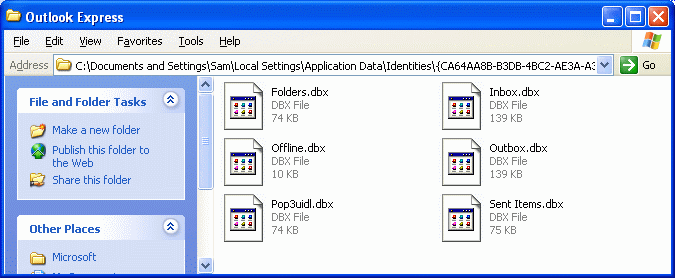 Outlook Express
File Edit View Favorites Tools Help
Address C:\Documents and Settings\Sam\Local Settings\Application Data\Identities\{CA64AA8B-B3DB-4BC2-AE3A-A3 Go
File and Folder Tasks
Make a new folder
Publish this folder to
the Web
Share this folder
Other Places
Microsoft
Folders.dbx
DBX File
74 KB
Inbox.dbx
DBX File
139 KB
Offline.dbx
DBX File
10 KB
Outbox.dbx
DBX File
139 KB
Pop3uidl.dbx
DBX File
74 KB
Sent Items.dbx
DBX File
75 KB